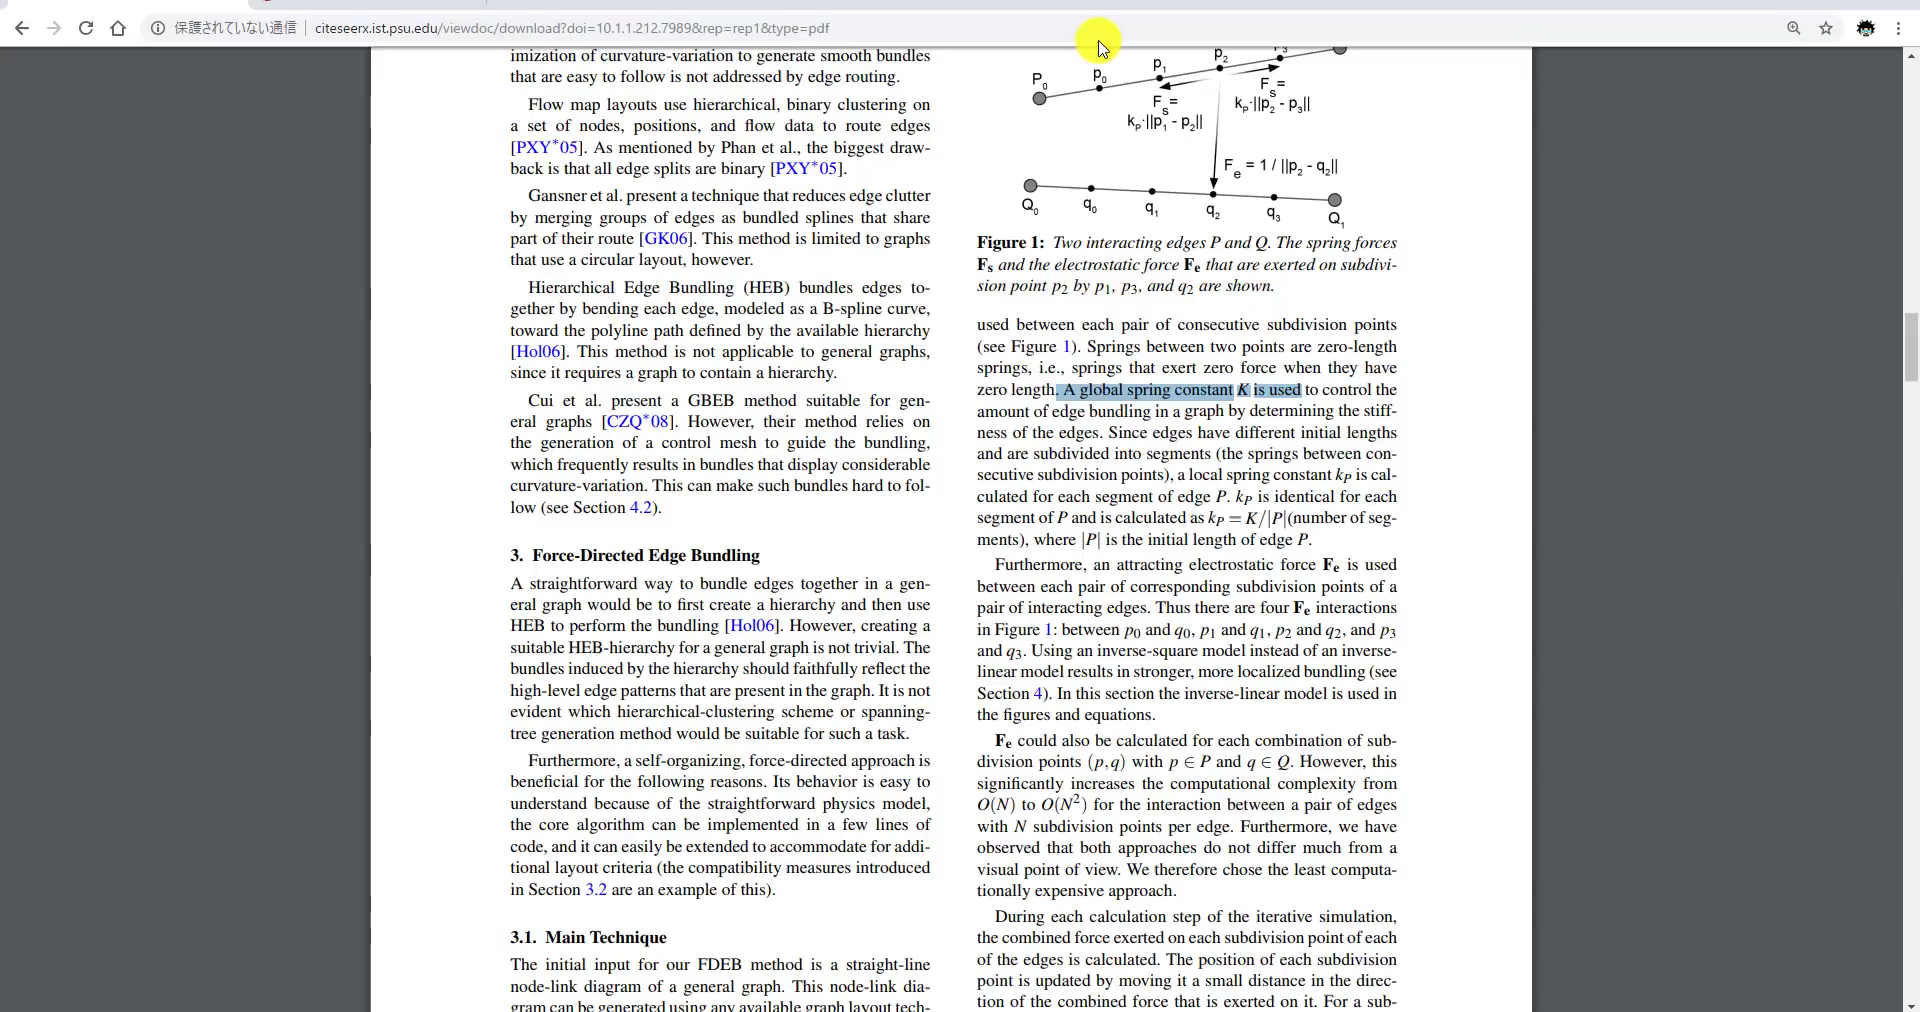 保護されていない通信 citeseerx.ist.psu.edu/viewdoc/download?doi=10.1.1.212.7989&rep=rep1&type=pdf
imization of curvature-variation to generate smooth bundles
that are easy to follow is not addressed by edge routing.
Flow map layouts use hierarchical, binary clustering on
a set of nodes, positions, and flow data to route edges
[PXY*05]. As mentioned by Phan et al., the biggest draw-
back is that all edge splits are binary [PXY*05].
Gansner et al. present a technique that reduces edge clutter
by merging groups of edges as bundled splines that share
part of their route [GK06]. This method is limited to graphs
that use a circular layout, however.
Hierarchical Edge Bundling (HEB) bundles edges to-
gether by bending each edge, modeled as a B-spline curve,
toward the polyline path defined by the available hierarchy
[Hol06]. This method is not applicable to general graphs,
since it requires a graph to contain a hierarchy.
Cui et al. present a GBEB method suitable for gen-
eral graphs [CZQ*08]. However, their method relies on
the generation of a control mesh to guide the bundling,
which frequently results in bundles that display considerable
curvature-variation. This can make such bundles hard to fol-
low (see Section 4.2).
3. Force-Directed Edge Bundling
A straightforward way to bundle edges together in a gen-
eral graph would be to first create a hierarchy and then use
HEB to perform the bundling [Hol06]. However, creating a
suitable HEB-hierarchy for a general graph is not trivial. The
bundles induced by the hierarchy should faithfully reflect the
high-level edge patterns that are present in the graph. It is not
evident which hierarchical-clustering scheme or spanning-
tree generation method would be suitable for such a task.
Furthermore, a self-organizing, force-directed approach is
beneficial for the following reasons. Its behavior is easy to
understand because of the straightforward physics model,
the core algorithm can be implemented in a few lines of
code, and it can easily be extended to accommodate for addi-
tional layout criteria (the compatibility measures introduced
in Section 3.2 are an example of this).
3.1. Main Technique
The initial input for our FDEB method is a straight-line
node-link diagram of a general graph. This node-link dia-
gram can be generated using any available graph layout tech-
P₀ p₀ p₁ p₂
F_s =
k_p·||p₁ - p₂||
F_s =
k_p·||p₂ - p₃||
F_e = 1 / ||p₂ - q₂||
Q₀ q₀ q₁ q₂ q₃ Q₁
Figure 1: Two interacting edges P and Q. The spring forces
Fs and the electrostatic force Fe that are exerted on subdivi-
sion point p₂ by p₁, p₃, and q₂ are shown.
used between each pair of consecutive subdivision points
(see Figure 1). Springs between two points are zero-length
springs, i.e., springs that exert zero force when they have
zero length. A global spring constant K is used to control the
amount of edge bundling in a graph by determining the stiff-
ness of the edges. Since edges have different initial lengths
and are subdivided into segments (the springs between con-
secutive subdivision points), a local spring constant kP is cal-
culated for each segment of edge P. kP is identical for each
segment of P and is calculated as kP = K/|P|(number of seg-
ments), where |P| is the initial length of edge P.
Furthermore, an attracting electrostatic force Fe is used
between each pair of corresponding subdivision points of a
pair of interacting edges. Thus there are four Fe interactions
in Figure 1: between p₀ and q₀, p₁ and q₁, p₂ and q₂, and p₃
and q₃. Using an inverse-square model instead of an inverse-
linear model results in stronger, more localized bundling (see
Section 4). In this section the inverse-linear model is used in
the figures and equations.
Fe could also be calculated for each combination of sub-
division points (p,q) with p ∈ P and q ∈ Q. However, this
significantly increases the computational complexity from
O(N) to O(N²) for the interaction between a pair of edges
with N subdivision points per edge. Furthermore, we have
observed that both approaches do not differ much from a
visual point of view. We therefore chose the least computa-
tionally expensive approach.
During each calculation step of the iterative simulation,
the combined force exerted on each subdivision point of each
of the edges is calculated. The position of each subdivision
point is updated by moving it a small distance in the direc-
tion of the combined force that is exerted on it. For a sub-